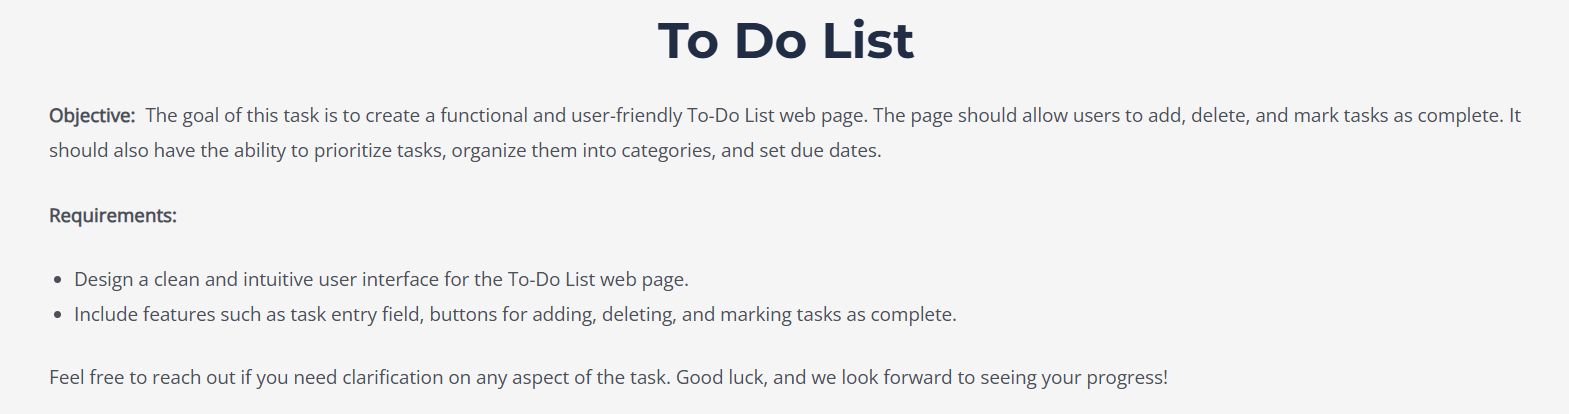 To Do List
Objective: The goal of this task is to create a functional and user-friendly To-Do List web page. The page should allow users to add, delete, and mark tasks as complete. It
should also have the ability to prioritize tasks, organize them into categories, and set due dates.
Requirements:
• Design a clean and intuitive user interface for the To-Do List web page.
• Include features such as task entry field, buttons for adding, deleting, and marking tasks as complete.
Feel free to reach out if you need clarification on any aspect of the task. Good luck, and we look forward to seeing your progress!